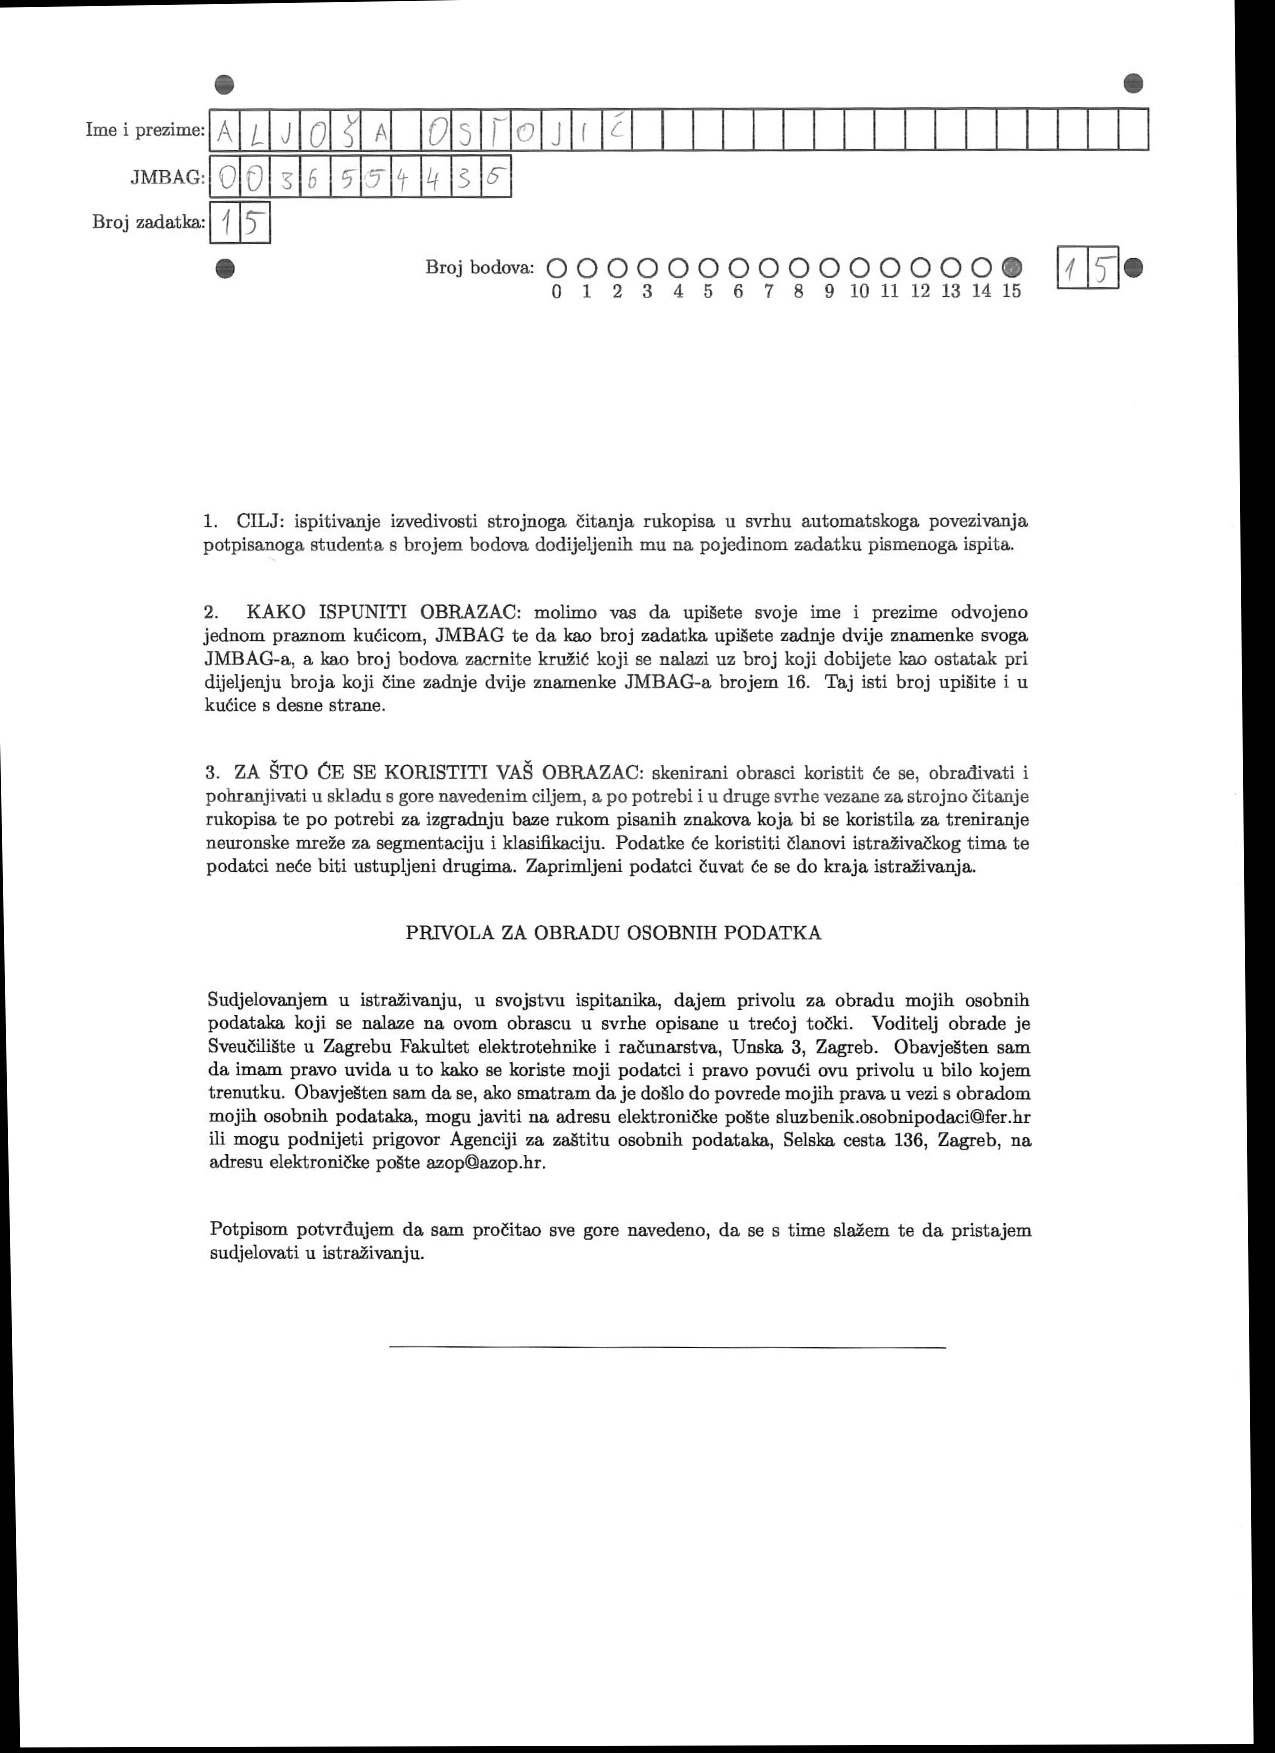 Ime i prezime: ALJOŠA OSTOJIĆ
JMBAG: 0036554435
Broj zadatka: 15
Broj bodova: 15
0 1 2 3 4 5 6 7 8 9 10 11 12 13 14 15
1. CILJ: ispitivanje izvedivosti strojnoga čitanja rukopisa u svrhu automatskoga povezivanja
potpisanoga studenta s brojem bodova dodijeljenih mu na pojedinom zadatku pismenoga ispita.
2. KAKO ISPUNITI OBRAZAC: molimo vas da upišete svoje ime i prezime odvojeno
jednom praznom kućicom, JMBAG te da kao broj zadatka upišete zadnje dvije znamenke svoga
JMBAG-a, a kao broj bodova zacrnite kružić koji se nalazi uz broj koji dobijete kao ostatak pri
dijeljenju broja koji čine zadnje dvije znamenke JMBAG-a brojem 16. Taj isti broj upišite i u
kućice s desne strane.
3. ZA ŠTO ĆE SE KORISTITI VAŠ OBRAZAC: skenirani obrasci koristit će se, obrađivati i
pohranjivati u skladu s gore navedenim ciljem, a po potrebi i u druge svrhe vezane za strojno čitanje
rukopisa te po potrebi za izgradnju baze rukom pisanih znakova koja bi se koristila za treniranje
neuronske mreže za segmentaciju i klasifikaciju. Podatke će koristiti članovi istraživačkog tima te
podatci neće biti ustupljeni drugima. Zaprimljeni podatci čuvat će se do kraja istraživanja.
PRIVOLA ZA OBRADU OSOBNIH PODATKA
Sudjelovanjem u istraživanju, u svojstvu ispitanika, dajem privolu za obradu mojih osobnih
podataka koji se nalaze na ovom obrascu u svrhe opisane u trećoj točki. Voditelj obrade je
Sveučilište u Zagrebu Fakultet elektrotehnike i računarstva, Unska 3, Zagreb. Obavješten sam
da imam pravo uvida u to kako se koriste moji podatci i pravo povući ovu privolu u bilo kojem
trenutku. Obavješten sam da se, ako smatram da je došlo do povrede mojih prava u vezi s obradom
mojih osobnih podataka, mogu javiti na adresu elektroničke pošte sluzbenik.osobnipodaci@fer.hr
ili mogu podnijeti prigovor Agenciji za zaštitu osobnih podataka, Selska cesta 136, Zagreb, na
adresu elektroničke pošte azop@azop.hr.
Potpisom potvrđujem da sam pročitao sve gore navedeno, da se s time slažem te da pristajem
sudjelovati u istraživanju.